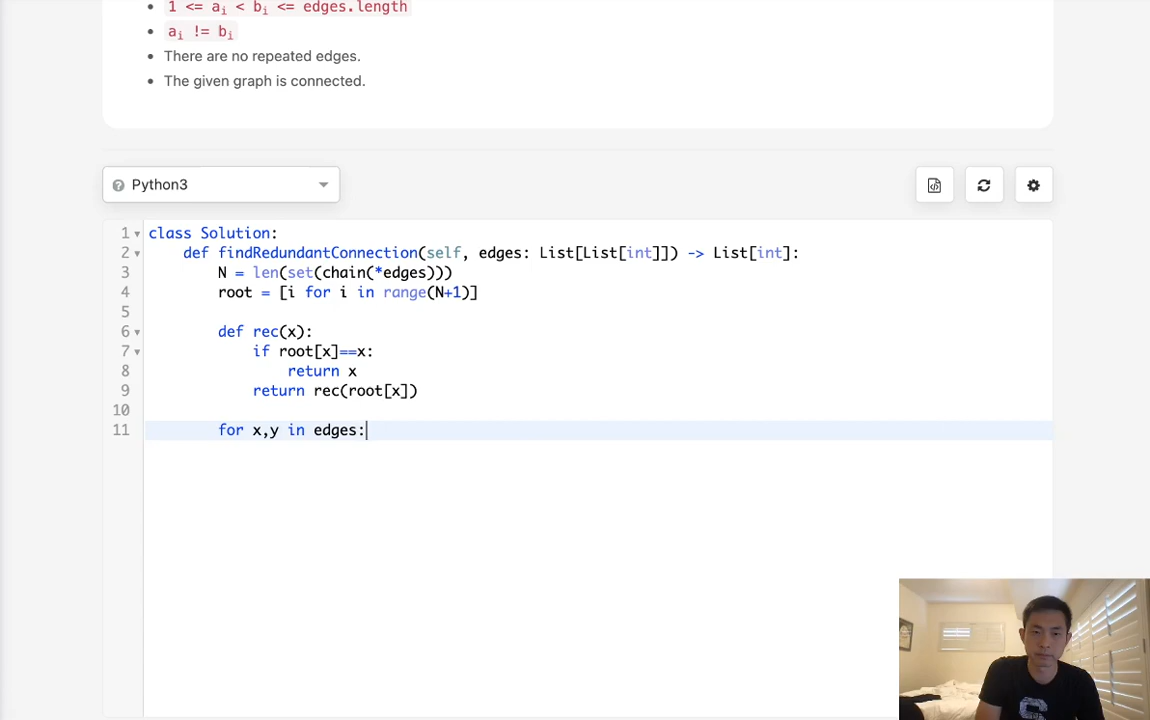 1 <= ai < bi <= edges.length
ai != bi
There are no repeated edges.
The given graph is connected.
Python3
1 class Solution:
2 def findRedundantConnection(self, edges: List[List[int]]) -> List[int]:
3 N = len(set(chain(*edges)))
4 root = [i for i in range(N+1)]
5
6 def rec(x):
7 if root[x]==x:
8 return x
9 return rec(root[x])
10
11 for x,y in edges: